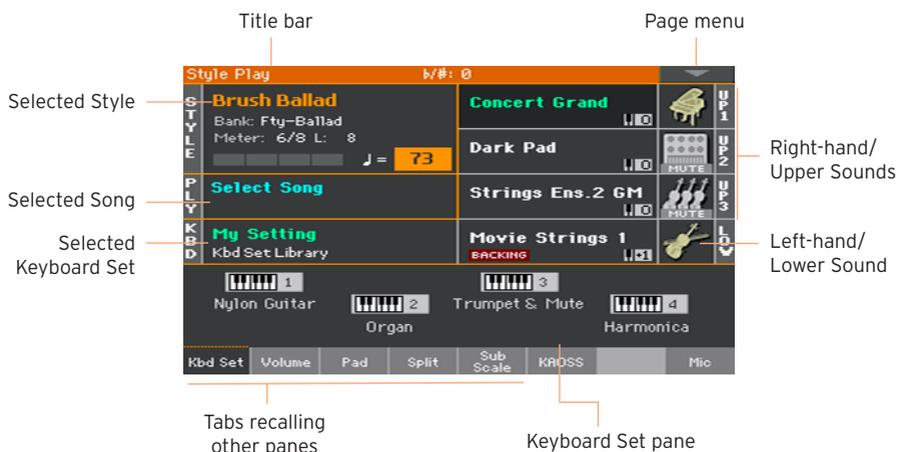 Title bar
Page menu
Style Play ♭/#: 0
Selected Style
STYLE
Brush Ballad
Bank: Fty-Ballad
Meter: 6/8 L: 8
♩= 73
Concert Grand
0
UP1
Dark Pad
0
MUTE
UP2
Right-hand/
Upper Sounds
Selected Song
PLY
Select Song
Strings Ens.2 GM
0
MUTE
UP3
Selected
Keyboard Set
KBD
My Setting
Kbd Set Library
Movie Strings 1
BACKING
+1
LOW
Left-hand/
Lower Sound
1
Nylon Guitar
2
Organ
3
Trumpet & Mute
4
Harmonica
Kbd Set Volume Pad Split Sub Scale KAOSS Mic
Tabs recalling
other panes
Keyboard Set pane